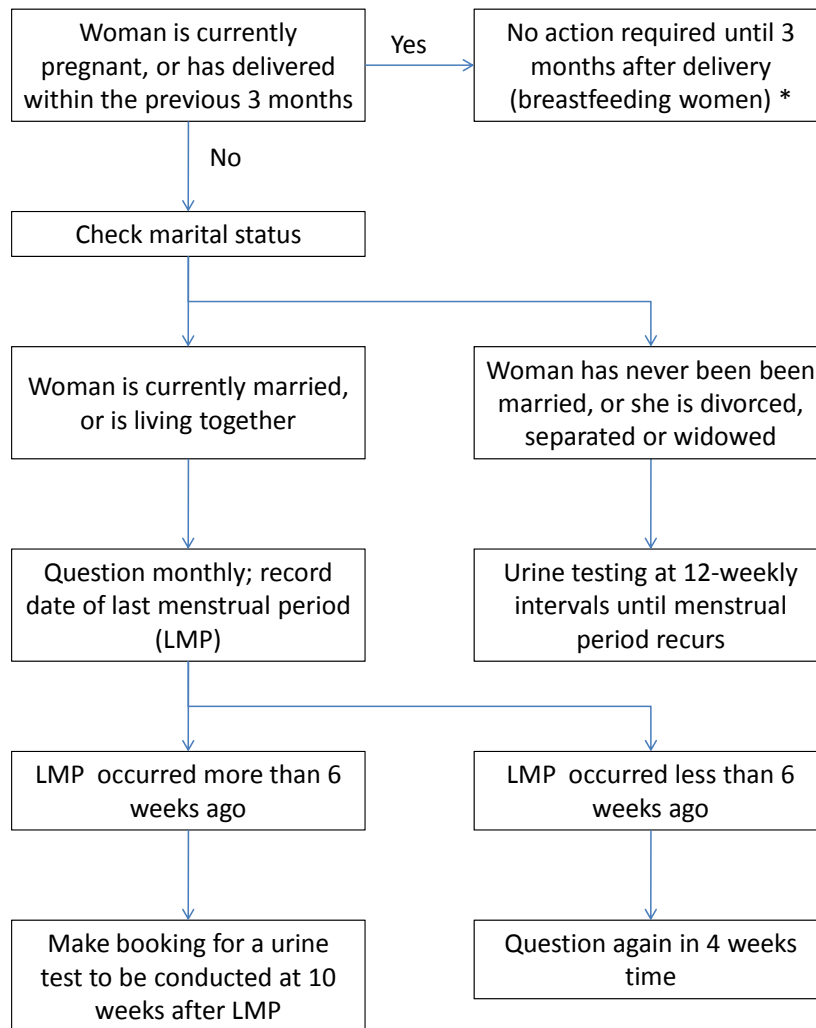 Woman is currently
pregnant, or has delivered
within the previous 3 months
Yes
No action required until 3
months after delivery
(breastfeeding women) *
No
Check marital status
Woman is currently married,
or is living together
Woman has never been been
married, or she is divorced,
separated or widowed
Question monthly; record
date of last menstrual period
(LMP)
Urine testing at 12-weekly
intervals until menstrual
period recurs
LMP occurred more than 6
weeks ago
LMP occurred less than 6
weeks ago
Make booking for a urine
test to be conducted at 10
weeks after LMP
Question again in 4 weeks
time